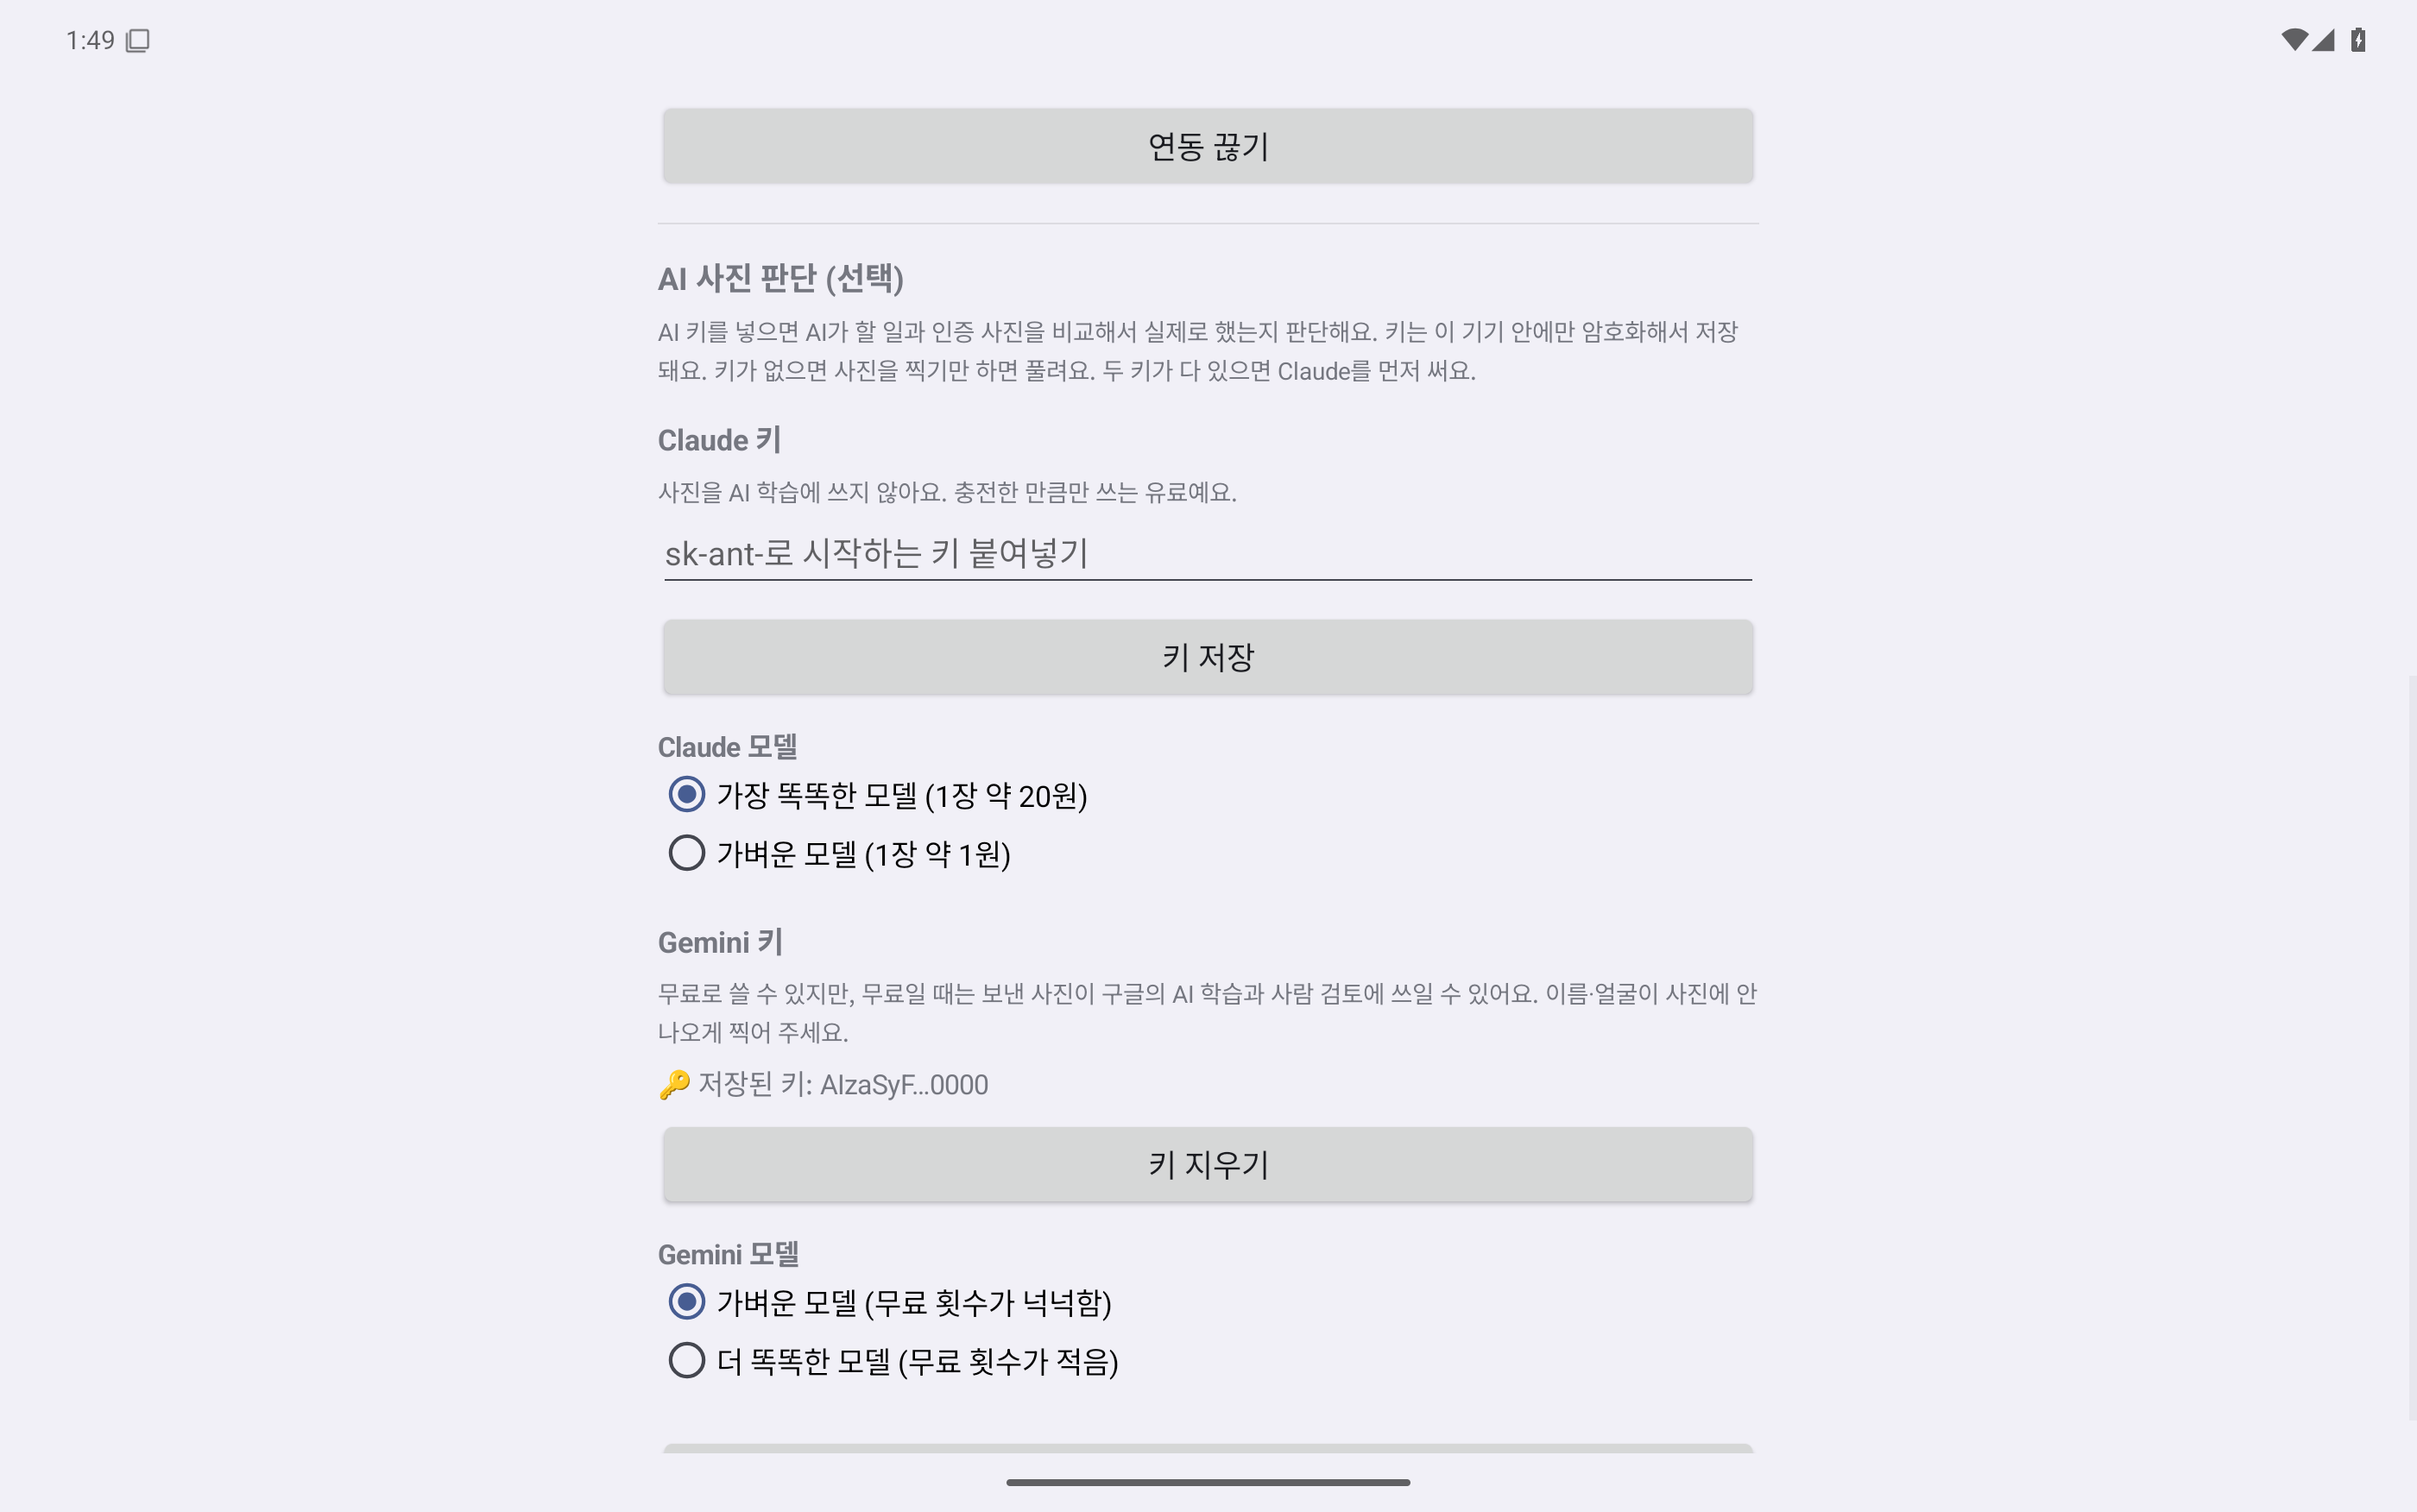 1:49
연동 끊기
AI 사진 판단 (선택)
AI 키를 넣으면 AI가 할 일과 인증 사진을 비교해서 실제로 했는지 판단해요. 키는 이 기기 안에만 암호화해서 저장
돼요. 키가 없으면 사진을 찍기만 하면 풀려요. 두 키가 다 있으면 Claude를 먼저 써요.
Claude 키
사진을 AI 학습에 쓰지 않아요. 충전한 만큼만 쓰는 유료예요.
sk-ant-로 시작하는 키 붙여넣기
키 저장
Claude 모델
가장 똑똑한 모델 (1장 약 20원)
가벼운 모델 (1장 약 1원)
Gemini 키
무료로 쓸 수 있지만, 무료일 때는 보낸 사진이 구글의 AI 학습과 사람 검토에 쓰일 수 있어요. 이름·얼굴이 사진에 안
나오게 찍어 주세요.
🔑 저장된 키: AIzaSyF…0000
키 지우기
Gemini 모델
가벼운 모델 (무료 횟수가 넉넉함)
더 똑똑한 모델 (무료 횟수가 적음)